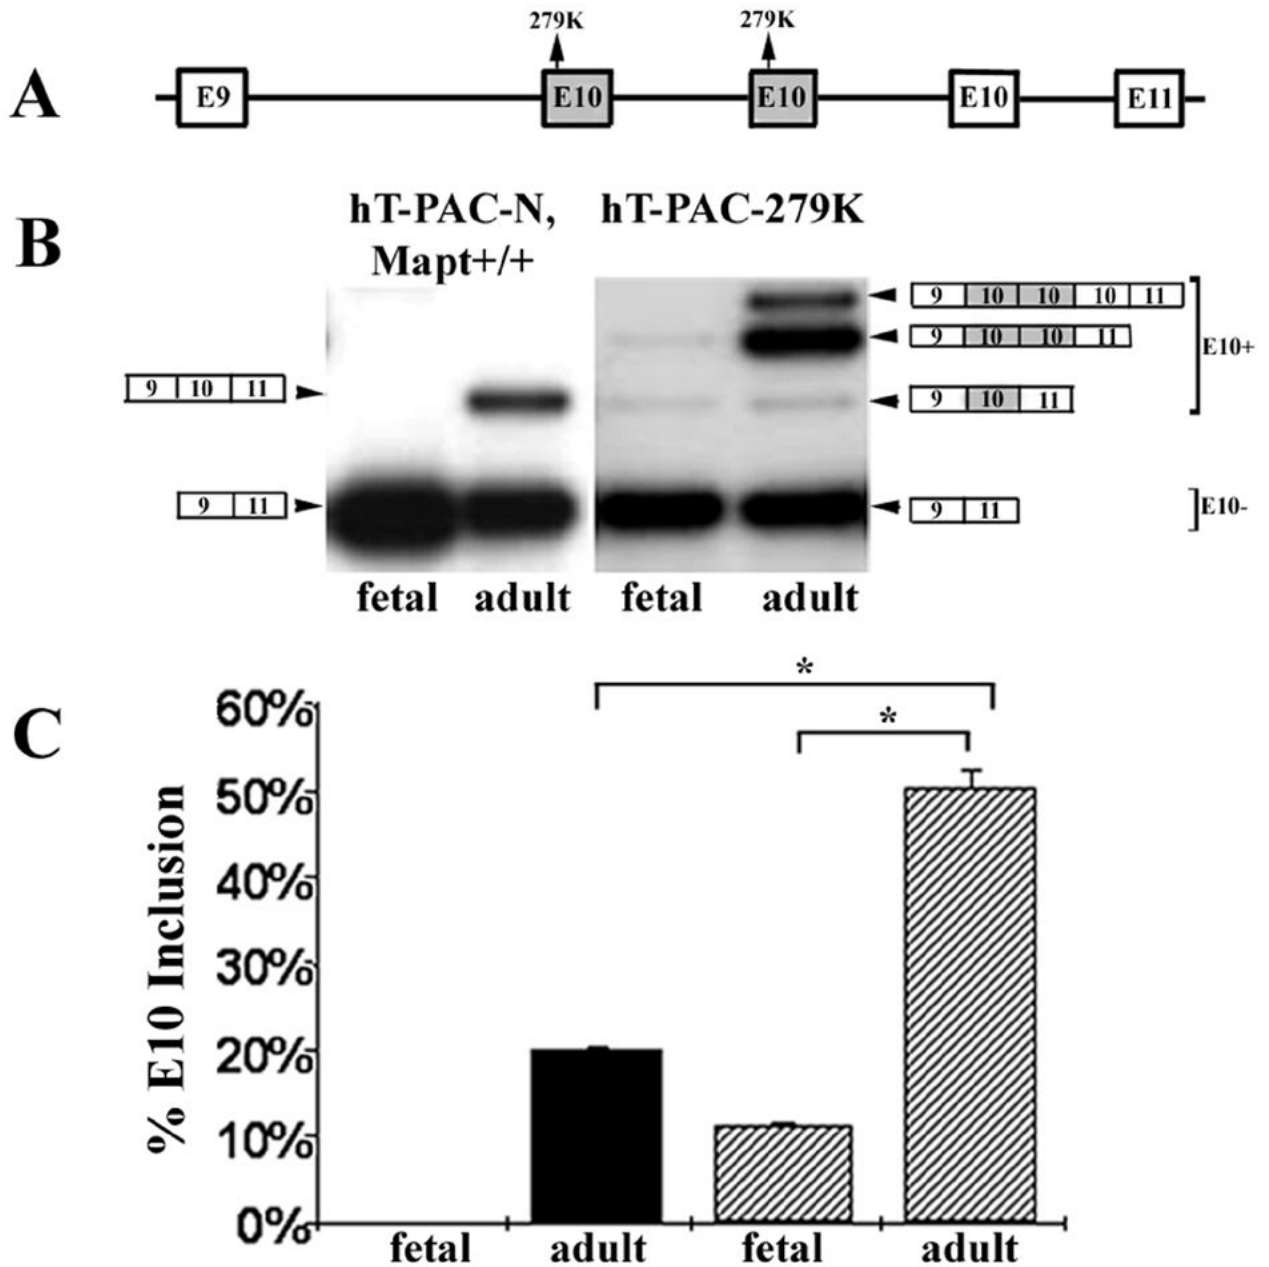 279K 279K
A E9 E10 E10 E10 E11
B hT-PAC-N, hT-PAC-279K
Mapt+/+
9 10 10 10 11
9 10 10 11 E10+
9 10 11 9 10 11
9 11 9 11 E10-
fetal adult fetal adult
*
C 60% *
50%
40%
30%
20%
10%
0%
% E10 Inclusion
fetal adult fetal adult